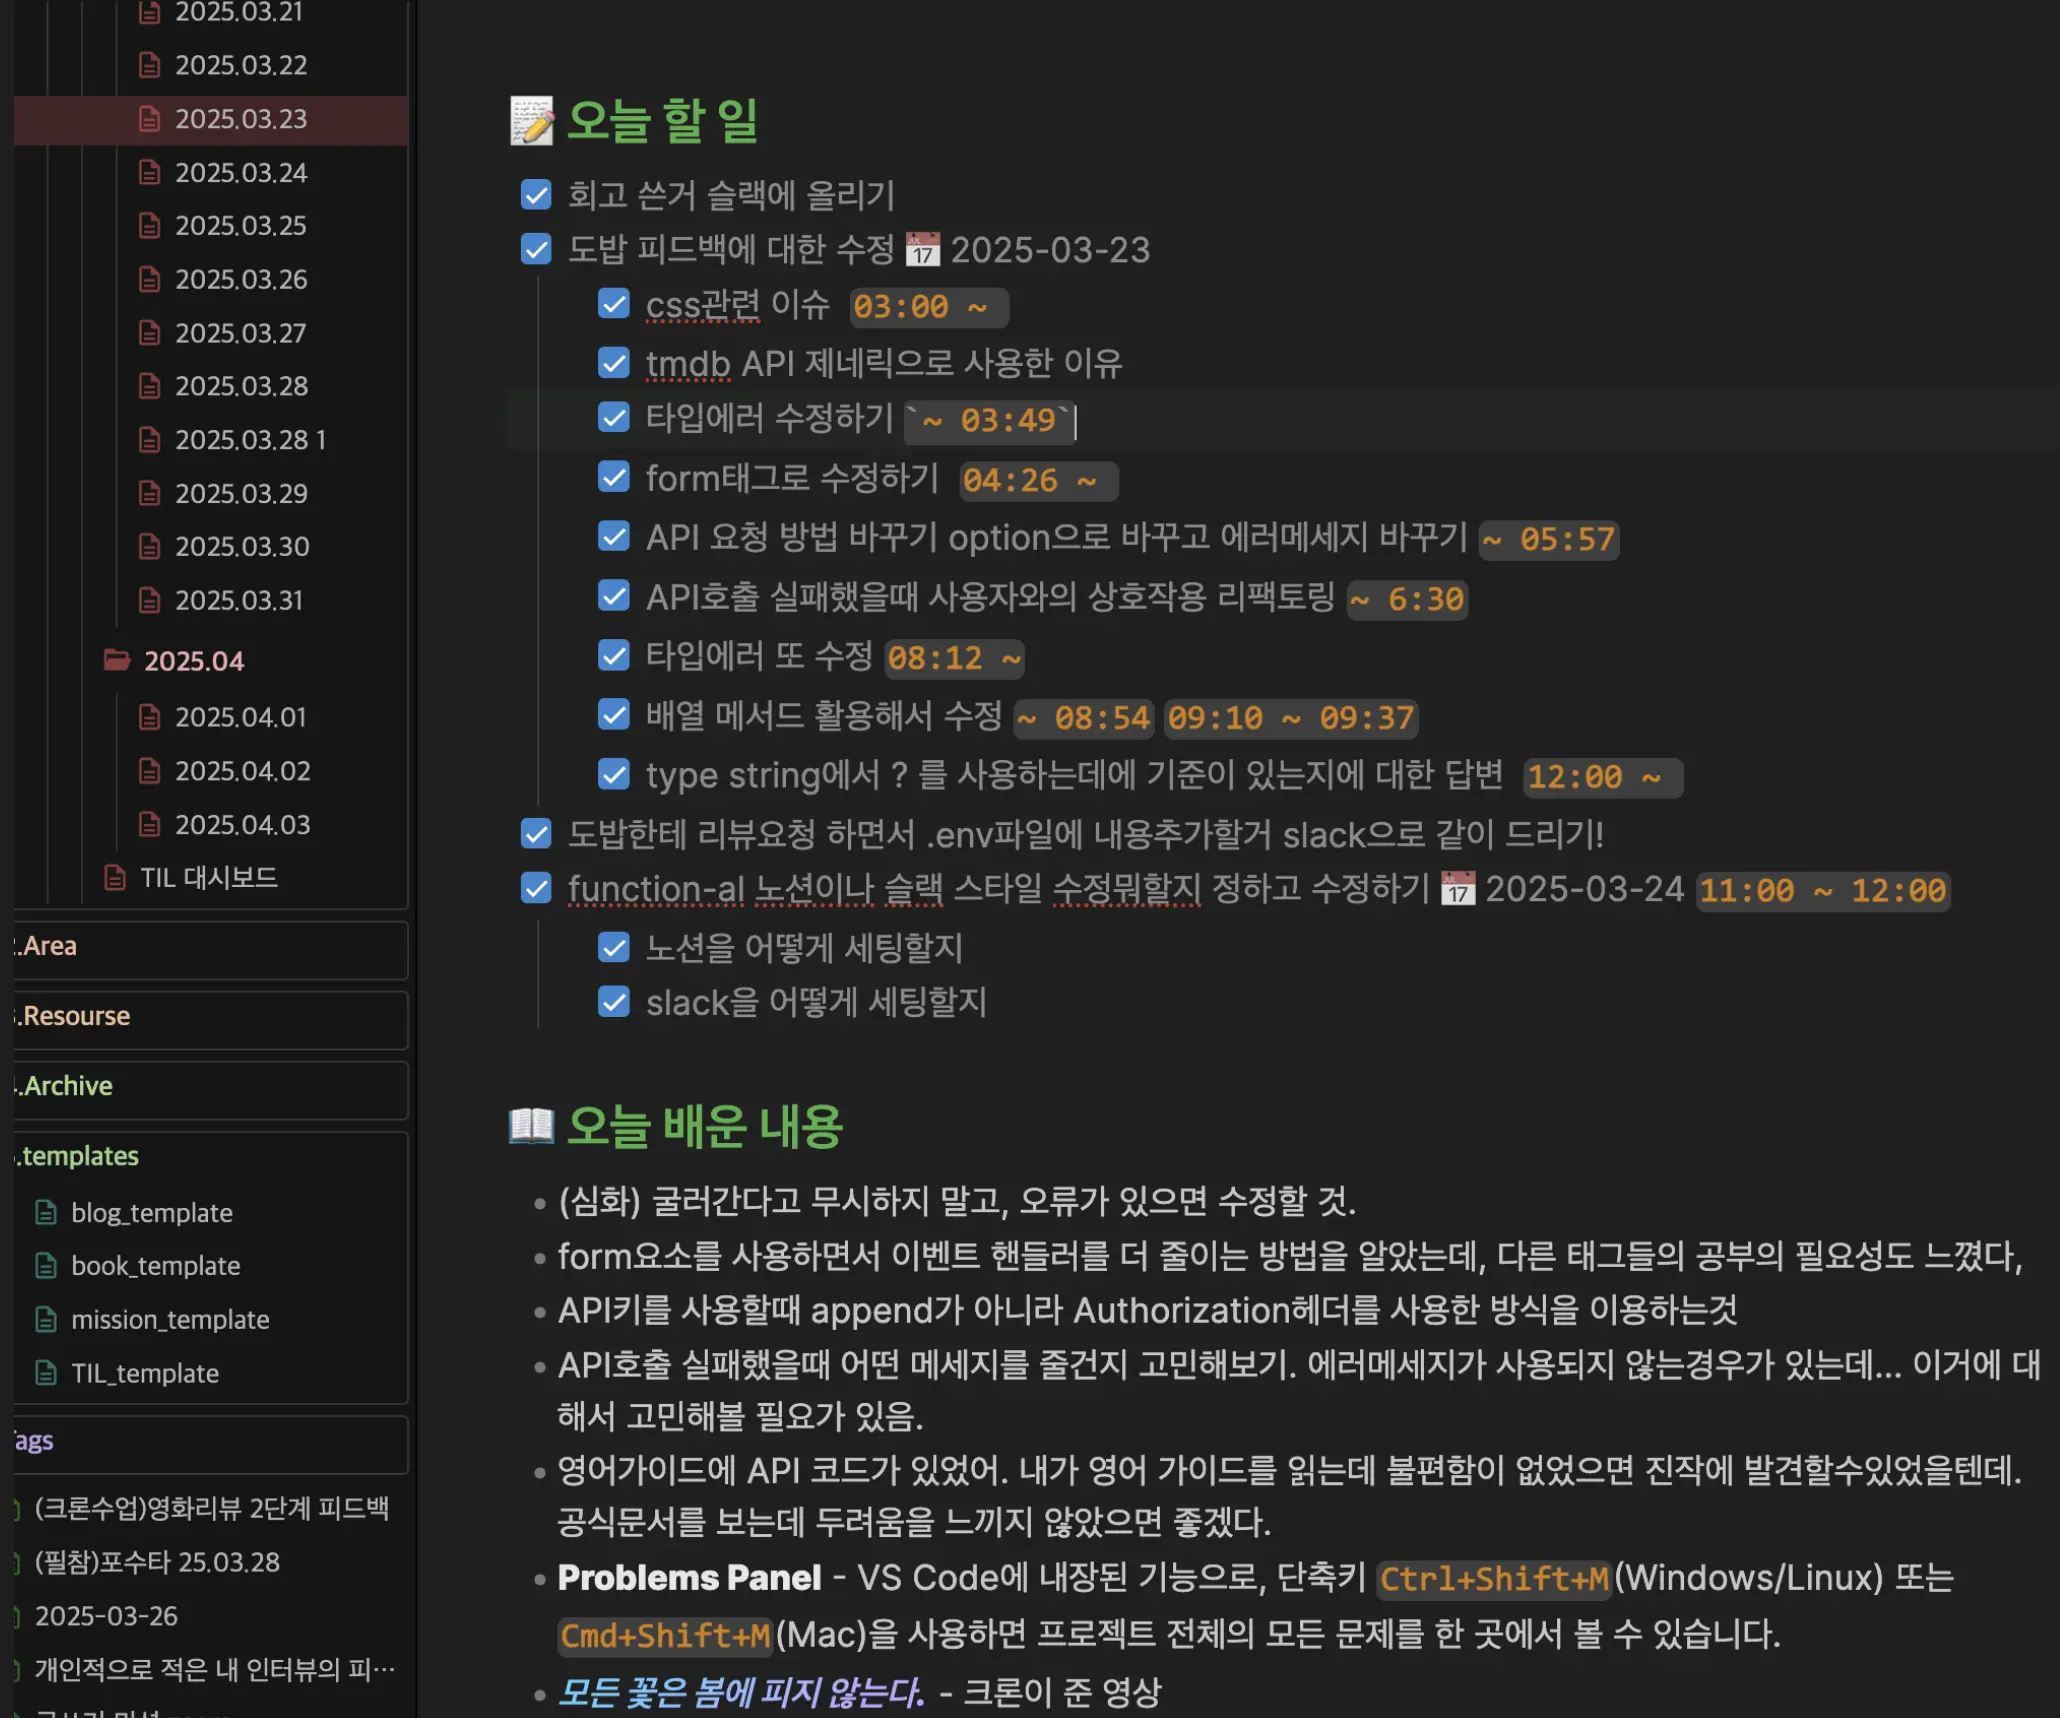 2025.03.21
2025.03.22
2025.03.23
2025.03.24
2025.03.25
2025.03.26
2025.03.27
2025.03.28
2025.03.28 1
2025.03.29
2025.03.30
2025.03.31
2025.04
2025.04.01
2025.04.02
2025.04.03
TIL 대시보드
.Area
.Resourse
.Archive
.templates
blog_template
book_template
mission_template
TIL_template
ags
(크론수업)영화리뷰 2단계 피드백
(필참)포수타 25.03.28
2025-03-26
개인적으로 적은 내 인터뷰의 피…
오늘 할 일
회고 쓴거 슬랙에 올리기
도밥 피드백에 대한 수정 JUL 17 2025-03-23
css관련 이슈 03:00 ~
tmdb API 제네릭으로 사용한 이유
타입에러 수정하기 `~ 03:49`
form태그로 수정하기 04:26 ~
API 요청 방법 바꾸기 option으로 바꾸고 에러메세지 바꾸기 ~ 05:57
API호출 실패했을때 사용자와의 상호작용 리팩토링 ~ 6:30
타입에러 또 수정 08:12 ~
배열 메서드 활용해서 수정 ~ 08:54 09:10 ~ 09:37
type string에서 ? 를 사용하는데에 기준이 있는지에 대한 답변 12:00 ~
도밥한테 리뷰요청 하면서 .env파일에 내용추가할거 slack으로 같이 드리기!
function-al 노션이나 슬랙 스타일 수정뭐할지 정하고 수정하기 JUL 17 2025-03-24 11:00 ~ 12:00
노션을 어떻게 세팅할지
slack을 어떻게 세팅할지
오늘 배운 내용
(심화) 굴러간다고 무시하지 말고, 오류가 있으면 수정할 것.
form요소를 사용하면서 이벤트 핸들러를 더 줄이는 방법을 알았는데, 다른 태그들의 공부의 필요성도 느꼈다,
API키를 사용할때 append가 아니라 Authorization헤더를 사용한 방식을 이용하는것
API호출 실패했을때 어떤 메세지를 줄건지 고민해보기. 에러메세지가 사용되지 않는경우가 있는데... 이거에 대
해서 고민해볼 필요가 있음.
영어가이드에 API 코드가 있었어. 내가 영어 가이드를 읽는데 불편함이 없었으면 진작에 발견할수있었을텐데.
공식문서를 보는데 두려움을 느끼지 않았으면 좋겠다.
Problems Panel - VS Code에 내장된 기능으로, 단축키 Ctrl+Shift+M(Windows/Linux) 또는
Cmd+Shift+M(Mac)을 사용하면 프로젝트 전체의 모든 문제를 한 곳에서 볼 수 있습니다.
모든 꽃은 봄에 피지 않는다. - 크론이 준 영상